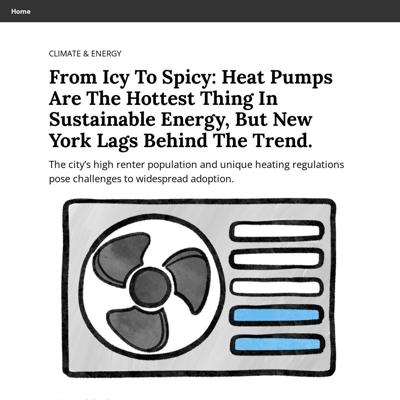 Home
CLIMATE & ENERGY
From Icy To Spicy: Heat Pumps
Are The Hottest Thing In
Sustainable Energy, But New
York Lags Behind The Trend.
The city’s high renter population and unique heating regulations
pose challenges to widespread adoption.